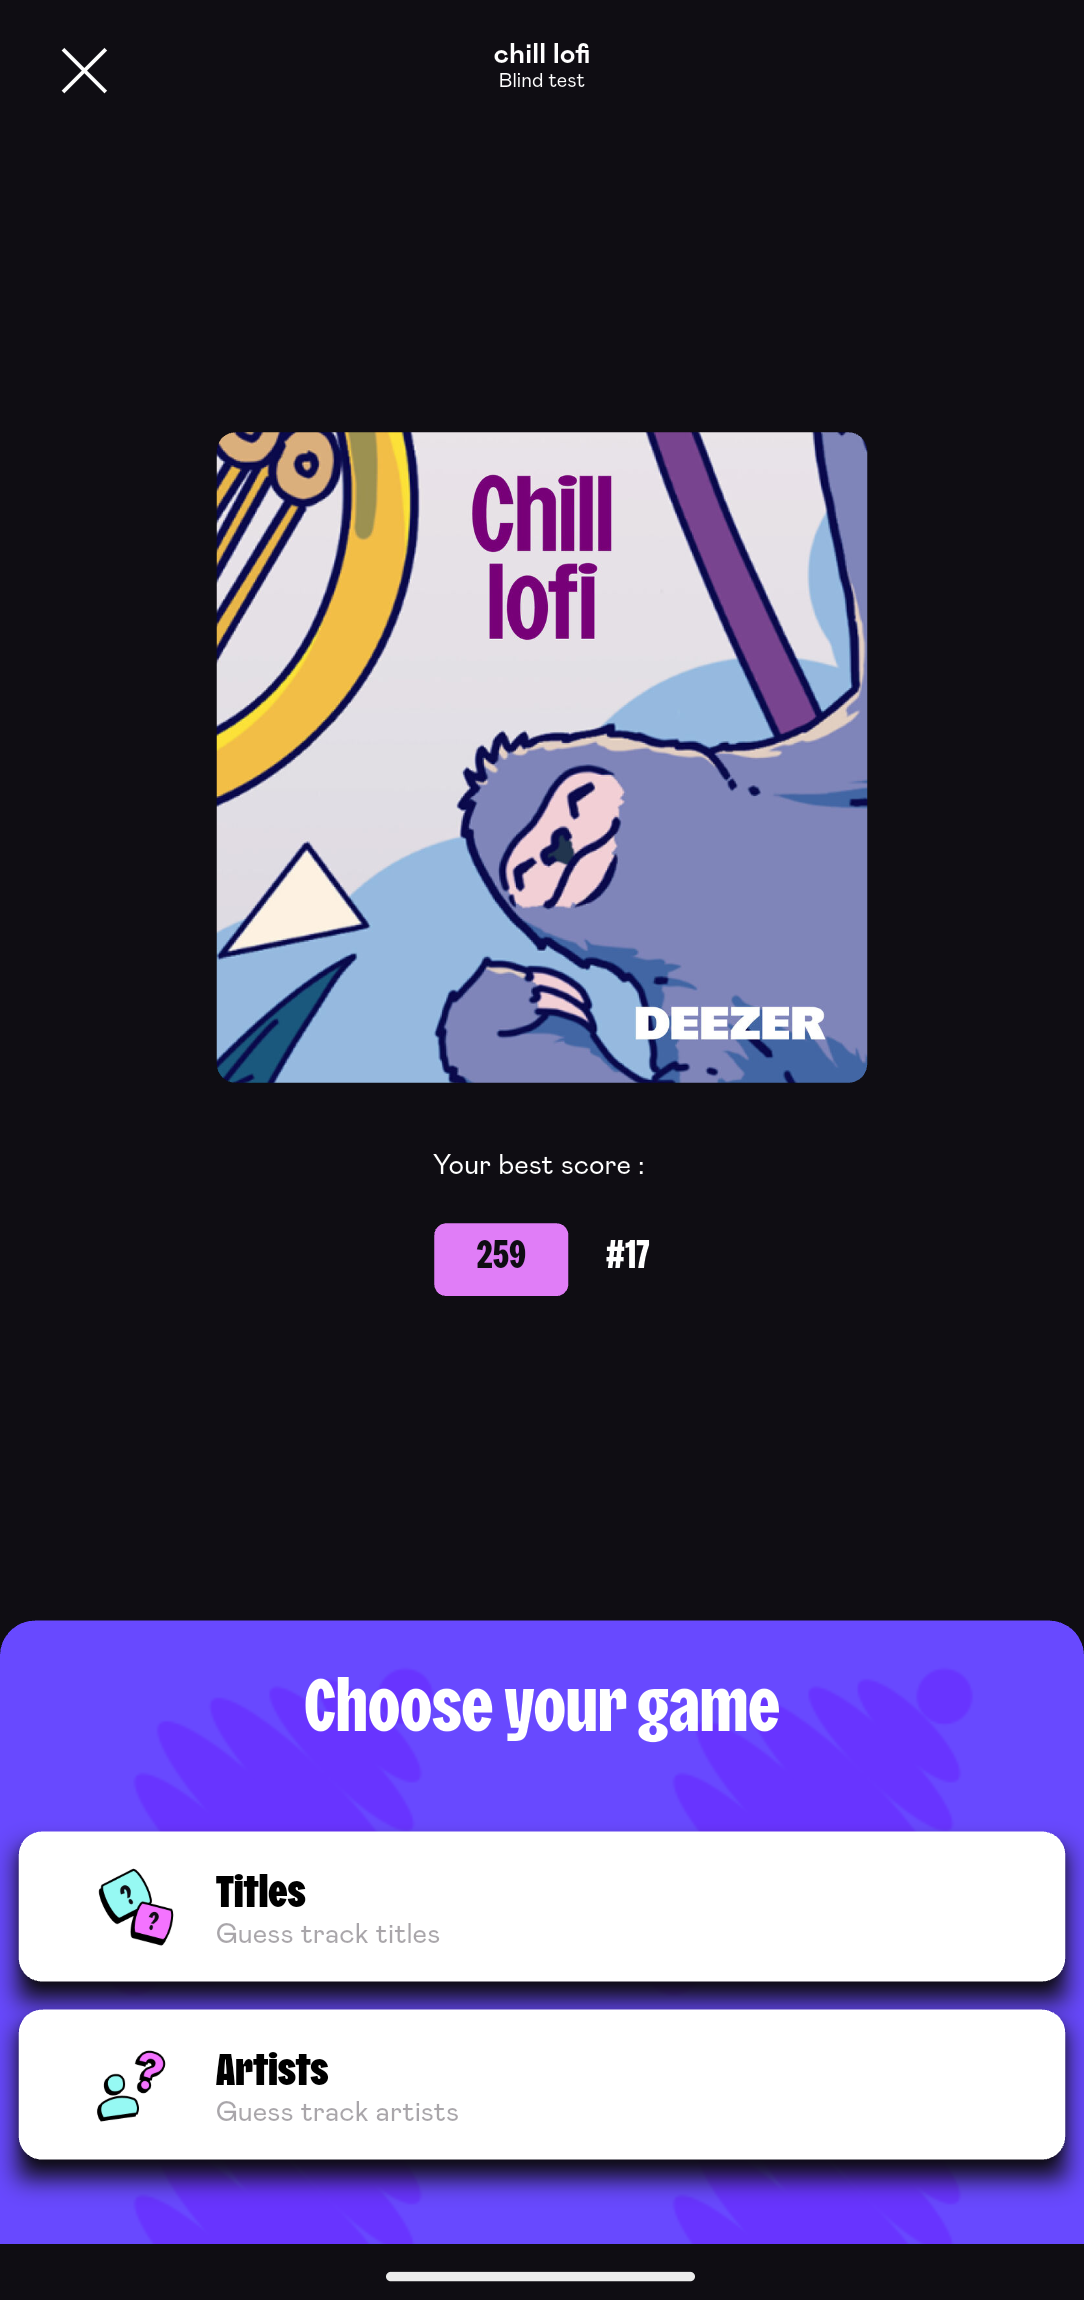 chill lofi
Blind test
Chill
lofi
DEEZER
Your best score :
259 #17
Choose your game
? ?
Titles
Guess track titles
?
Artists
Guess track artists